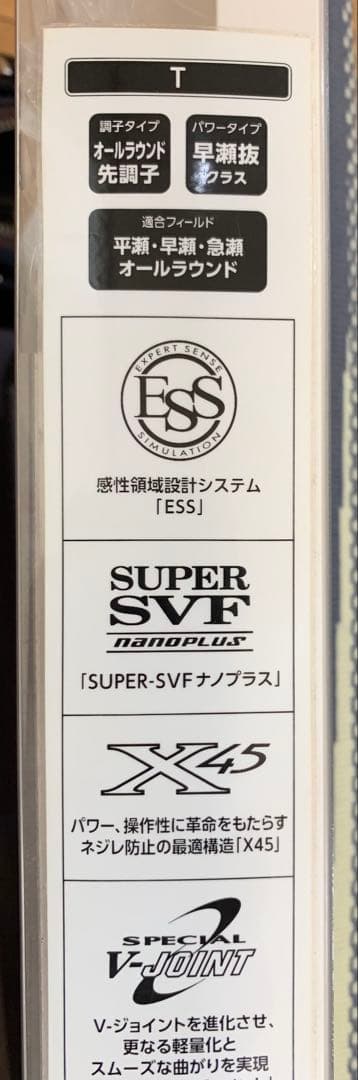 T
調子タイプ
オールラウンド
先調子
パワータイプ
早瀬抜
クラス
適合フィールド
平瀬・早瀬・急瀬
オールラウンド
EXPERT SENSE
ESS
SIMULATION
感性領域設計システム
「ESS」
SUPER
SVF
nanoplus
「SUPER-SVFナノプラス」
X45
パワー、操作性に革命をもたらす
ネジレ防止の最適構造「X45」
SPECIAL
V-JOINT
V-ジョイントを進化させ、
更なる軽量化と
スムーズな曲がりを実現